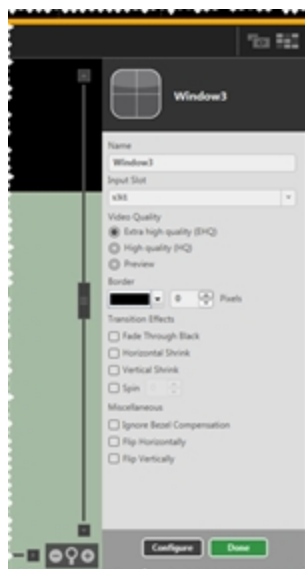 Window3
Name
Window3
Input Slot
Video Quality
Extra high quality (EHQ)
High quality (HQ)
Preview
Border
0 Pixels
Transition Effects
Fade Through Black
Horizontal Shrink
Vertical Shrink
Spin
Miscellaneous
Ignore Bezel Compensation
Flip Horizontally
Flip Vertically
Configure Done